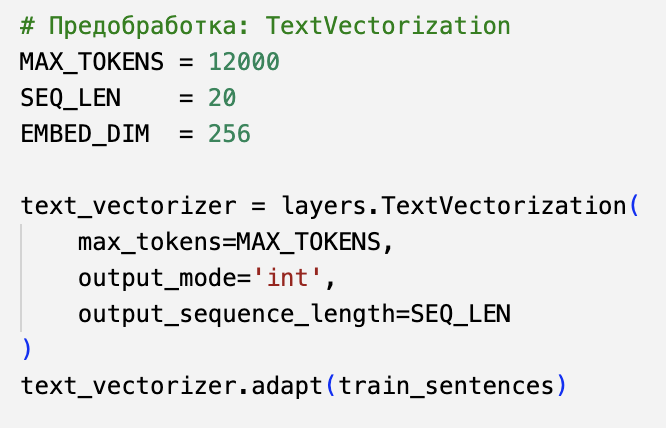 # Предобработка: TextVectorization
MAX_TOKENS = 12000
SEQ_LEN    = 20
EMBED_DIM  = 256

text_vectorizer = layers.TextVectorization(
    max_tokens=MAX_TOKENS,
    output_mode='int',
    output_sequence_length=SEQ_LEN
)
text_vectorizer.adapt(train_sentences)